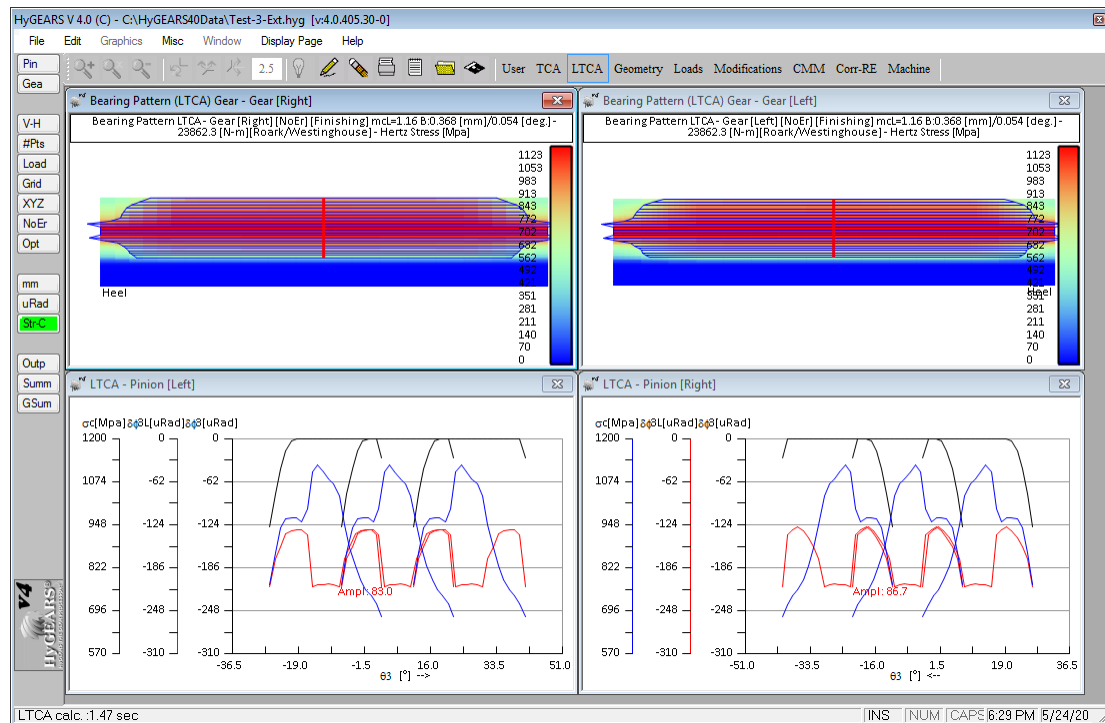 HyGEARS V 4.0 (C) - C:\HyGEARS40Data\Test-3-Ext.hyg [v:4.0.405.30-0]
File Edit Graphics Misc Window Display Page Help
Pin
Gea
2.5
User TCA LTCA Geometry Loads Modifications CMM Corr-RE Machine
V-H
#Pts
Load
Grid
XYZ
NoEr
Opt
mm
uRad
Str-C
Outp
Summ
GSum
v4
HyGEARS
Bearing Pattern (LTCA) Gear - Gear [Right]
Bearing Pattern LTCA - Gear [Right] [NoEr] [Finishing] mcL=1.16 B:0.368 [mm]/0.054 [deg.] -
23862.3 [N-m][Roark/Westinghouse] - Hertz Stress [Mpa]
1123
1053
983
913
843
772
702
632
562
492
421
351
281
211
140
70
0
Heel
Bearing Pattern (LTCA) Gear - Gear [Left]
Bearing Pattern LTCA - Gear [Left] [NoEr] [Finishing] mcL=1.16 B:0.368 [mm]/0.054 [deg.] -
23862.3 [N-m][Roark/Westinghouse] - Hertz Stress [Mpa]
1123
1053
983
913
843
772
702
632
562
492
421
351
281
211
140
70
0
Heel
LTCA - Pinion [Left]
σc[Mpa] δϕ3L[uRad] δϕ3[uRad]
1200 0 0
1074 -62 -62
948 -124 -124
822 -186 -186
696 -248 -248
570 -310 -310
Ampl: 83.0
-36.5 -19.0 -1.5 16.0 33.5 51.0
θ3 [°] -->
LTCA - Pinion [Right]
σc[Mpa] δϕ3L[uRad] δϕ3[uRad]
1200 0 0
1074 -62 -62
948 -124 -124
822 -186 -186
696 -248 -248
570 -310 -310
Ampl: 86.7
-51.0 -33.5 -16.0 1.5 19.0 36.5
θ3 [°] <--
LTCA calc. :1.47 sec
INS NUM CAPS 6:29 PM 5/24/20